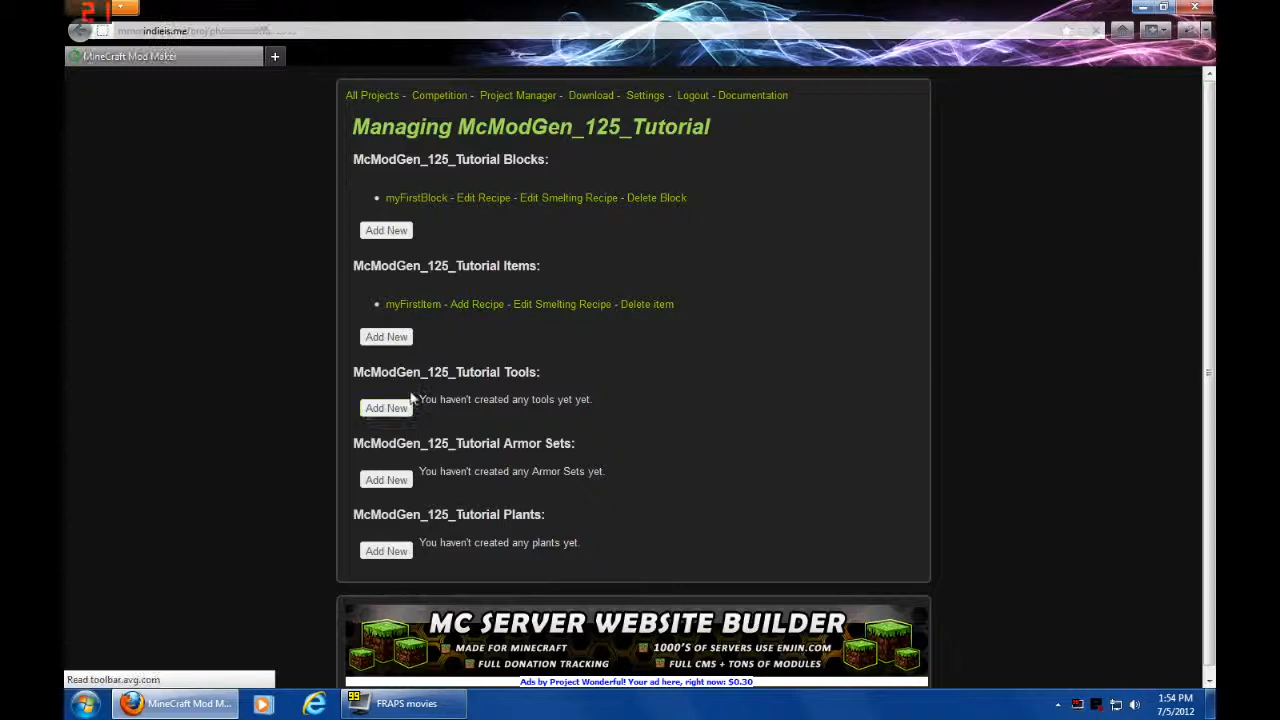 21
MineCraft Mod Maker
All Projects - Competition - Project Manager - Download - Settings - Logout - Documentation
Managing McModGen_125_Tutorial
McModGen_125_Tutorial Blocks:
myFirstBlock - Edit Recipe - Edit Smelting Recipe - Delete Block
Add New
McModGen_125_Tutorial Items:
myFirstItem - Add Recipe - Edit Smelting Recipe - Delete item
Add New
McModGen_125_Tutorial Tools:
You haven't created any tools yet yet.
Add New
McModGen_125_Tutorial Armor Sets:
You haven't created any Armor Sets yet.
Add New
McModGen_125_Tutorial Plants:
You haven't created any plants yet.
Add New
MC SERVER WEBSITE BUILDER
MADE FOR MINECRAFT
1000'S OF SERVERS USE ENJIN.COM
FULL DONATION TRACKING
FULL CMS + TONS OF MODULES
Ads by Project Wonderful! Your ad here, right now: $0.30
Read toolbar.avg.com
MineCraft Mod M...
99
FRAPS movies
1:54 PM
7/5/2012